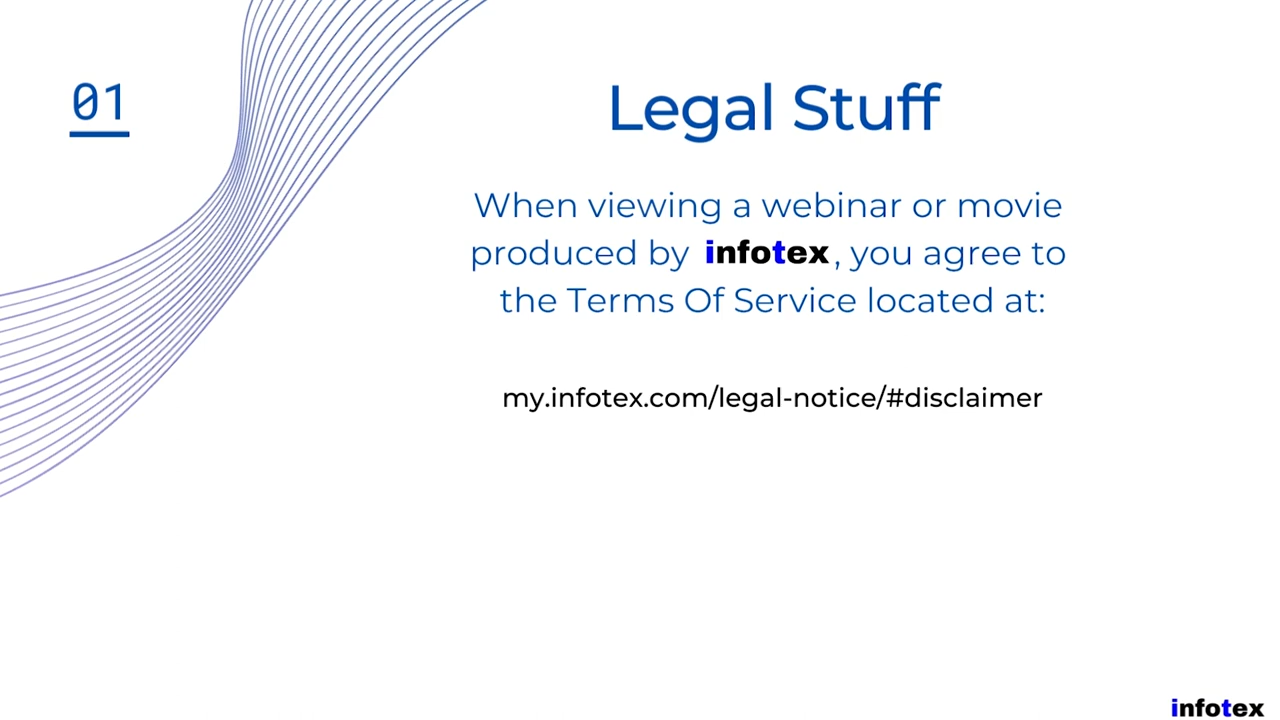 01
Legal Stuff
When viewing a webinar or movie
produced by infotex, you agree to
the Terms Of Service located at:
my.infotex.com/legal-notice/#disclaimer
infotex